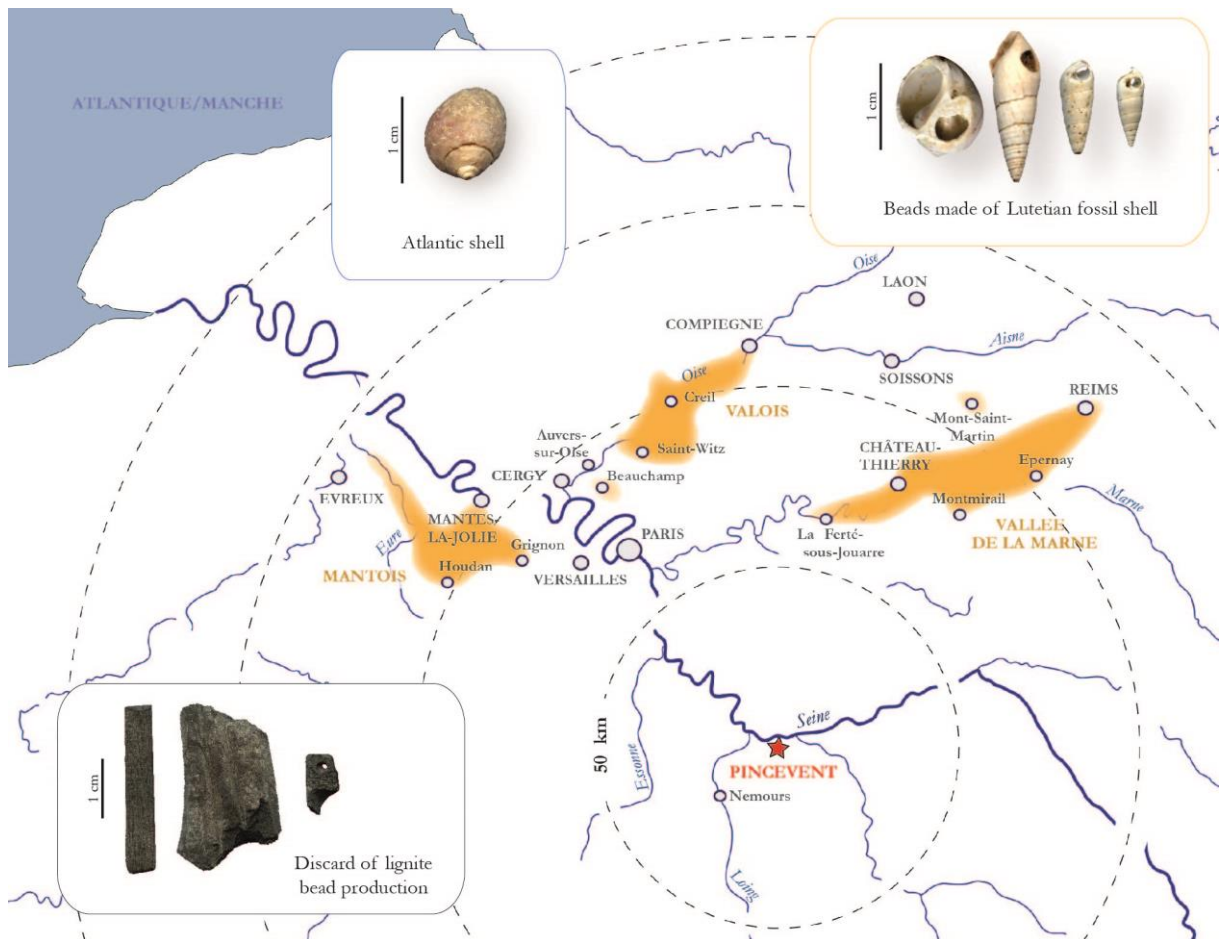 ATLANTIQUE/MANCHE
1 cm
Atlantic shell
1 cm
Beads made of Lutetian fossil shell
Oise
LAON
COMPIEGNE
Aisne
Oise
SOISSONS
Creil
VALOIS
REIMS
Mont-Saint-
Martin
Auvers-
sur-Oise
Saint-Witz
CHÂTEAU-
THIERRY
CERGY
Beauchamp
Epernay
EVREUX
Marne
MANTES-
LA-JOLIE
Montmirail
Eure
Grignon
PARIS
La Ferté-
sous-Jouarre
VALLEE
DE LA MARNE
MANTOIS
Houdan
VERSAILLES
50 km
Essonne
Seine
PINCEVENT
Nemours
Loing
1 cm
Discard of lignite
bead production